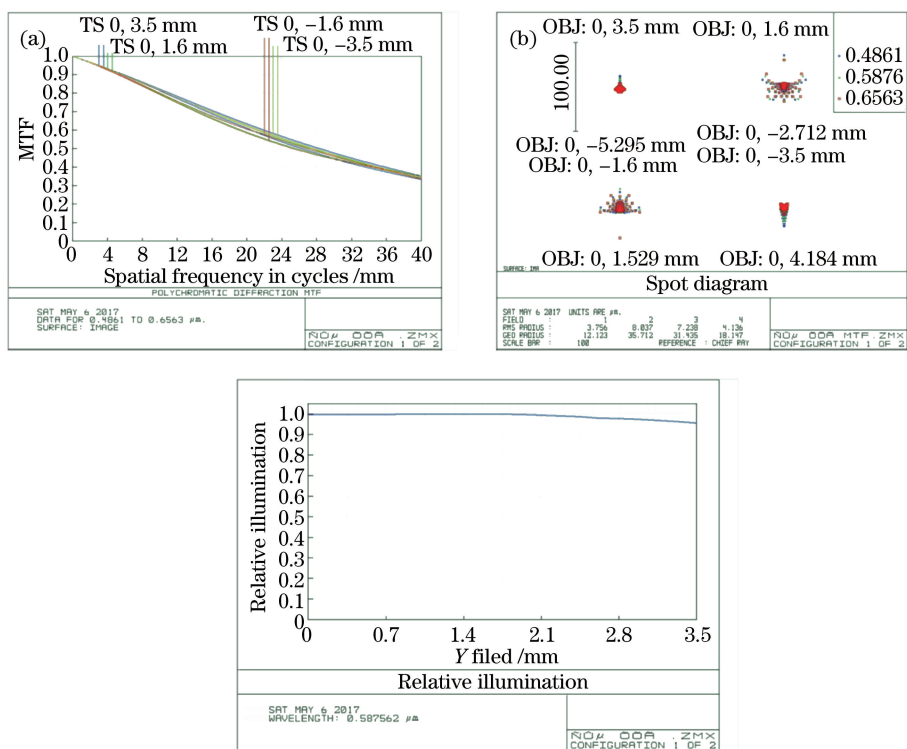 (a)
TS 0, 3.5 mm
TS 0, −1.6 mm
TS 0, 1.6 mm
TS 0, −3.5 mm
1.0
0.9
0.8
0.7
0.6
0.5
0.4
0.3
0.2
0.1
0
MTF
0 4 8 12 16 20 24 28 32 36 40
Spatial frequency in cycles /mm
POLYCHROMATIC DIFFRACTION MTF
SAT MAY 6 2017
DATA FOR 0.4861 TO 0.6563 µm.
SURFACE: IMAGE
CONFIGURATION 1 OF 2
(b)
OBJ: 0, 3.5 mm
OBJ: 0, 1.6 mm
0.4861
0.5876
0.6563
100.00
OBJ: 0, −5.295 mm
OBJ: 0, −2.712 mm
OBJ: 0, −1.6 mm
OBJ: 0, −3.5 mm
OBJ: 0, 1.529 mm
OBJ: 0, 4.184 mm
SURFACE: IMA
Spot diagram
SAT MAY 6 2017 UNITS ARE µm.
FIELD : 1 2 3 4
RMS RADIUS : 3.756 8.037 7.238 4.136
GEO RADIUS : 12.123 35.712 31.435 18.147
SCALE BAR : 100 REFERENCE : CHIEF RAY
CONFIGURATION 1 OF 2
1.0
0.9
0.8
0.7
0.6
0.5
0.4
0.3
0.2
0.1
0
Relative illumination
0 0.7 1.4 2.1 2.8 3.5
Y filed /mm
Relative illumination
SAT MAY 6 2017
WAVELENGTH: 0.587562 µm
CONFIGURATION 1 OF 2